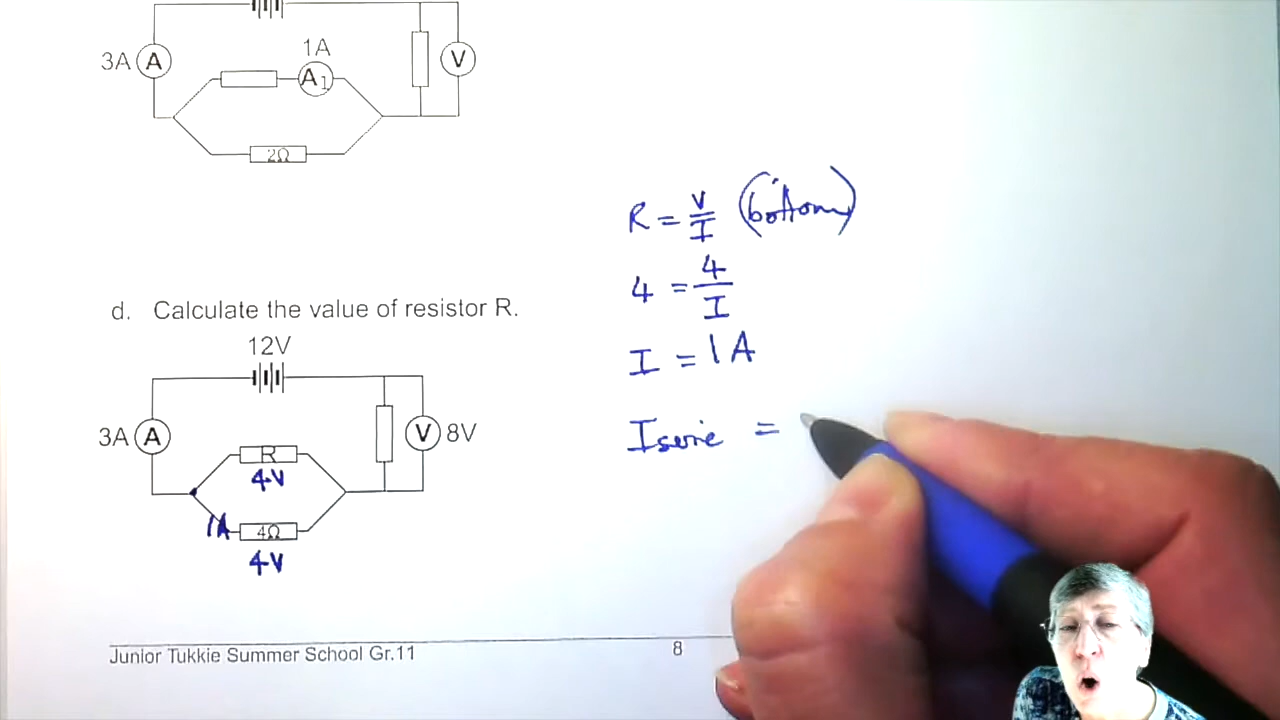 3A A
1A
A1
V
2Ω
R = V/I (bottom)
4 = 4/I
I = 1A
Iserie =
d. Calculate the value of resistor R.
12V
3A A
R
4V
V 8V
1A 4Ω
4V
Junior Tukkie Summer School Gr.11
8